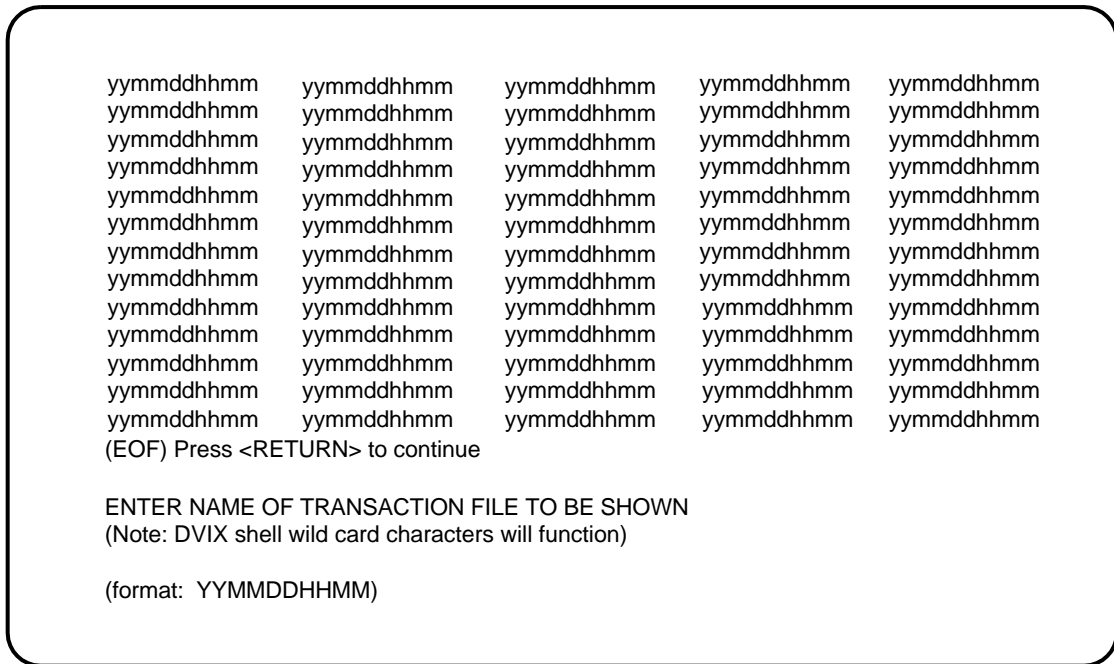 yymmddhhmm yymmddhhmm yymmddhhmm yymmddhhmm yymmddhhmm
yymmddhhmm yymmddhhmm yymmddhhmm yymmddhhmm yymmddhhmm
yymmddhhmm yymmddhhmm yymmddhhmm yymmddhhmm yymmddhhmm
yymmddhhmm yymmddhhmm yymmddhhmm yymmddhhmm yymmddhhmm
yymmddhhmm yymmddhhmm yymmddhhmm yymmddhhmm yymmddhhmm
yymmddhhmm yymmddhhmm yymmddhhmm yymmddhhmm yymmddhhmm
yymmddhhmm yymmddhhmm yymmddhhmm yymmddhhmm yymmddhhmm
yymmddhhmm yymmddhhmm yymmddhhmm yymmddhhmm yymmddhhmm
yymmddhhmm yymmddhhmm yymmddhhmm yymmddhhmm yymmddhhmm
yymmddhhmm yymmddhhmm yymmddhhmm yymmddhhmm yymmddhhmm
yymmddhhmm yymmddhhmm yymmddhhmm yymmddhhmm yymmddhhmm
yymmddhhmm yymmddhhmm yymmddhhmm yymmddhhmm yymmddhhmm
yymmddhhmm yymmddhhmm yymmddhhmm yymmddhhmm yymmddhhmm
(EOF) Press <RETURN> to continue
ENTER NAME OF TRANSACTION FILE TO BE SHOWN
(Note: DVIX shell wild card characters will function)
(format: YYMMDDHHMM)